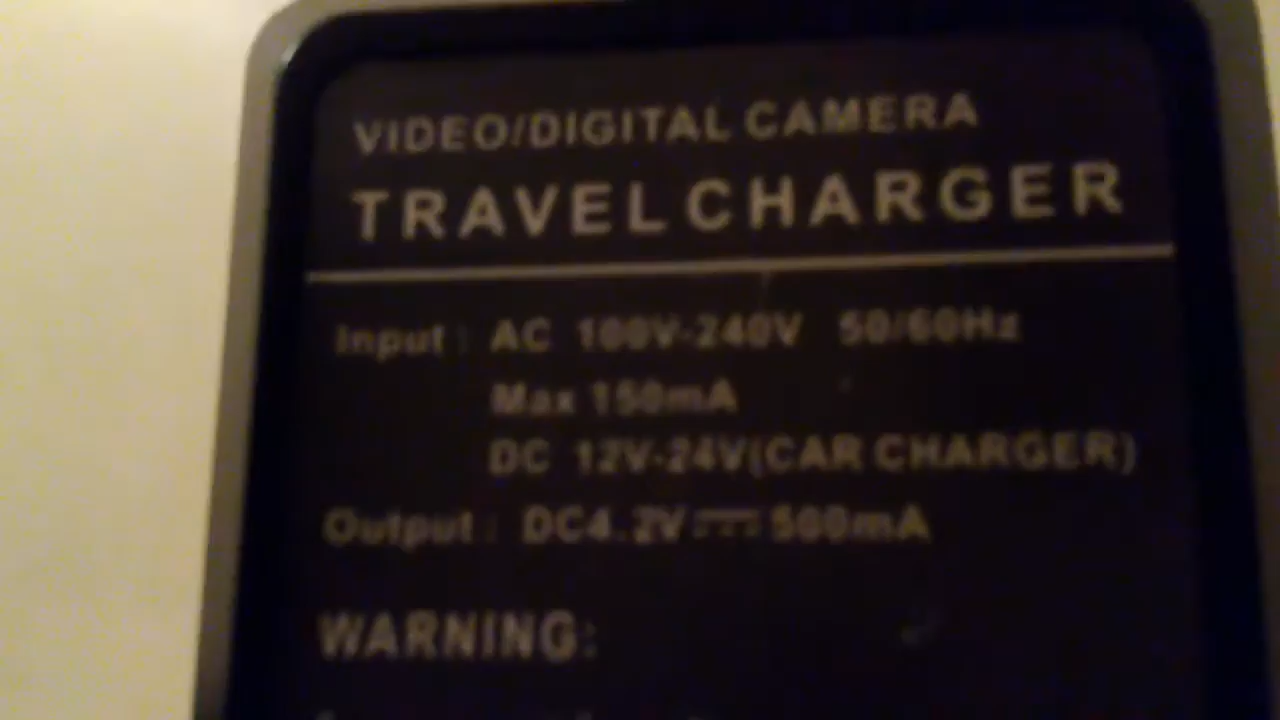 VIDEO/DIGITAL CAMERA
TRAVEL CHARGER
Input: AC 100V-240V 50/60Hz
Max 150mA
DC 12V-24V(CAR CHARGER)
Output: DC4.2V⎓500mA
WARNING: